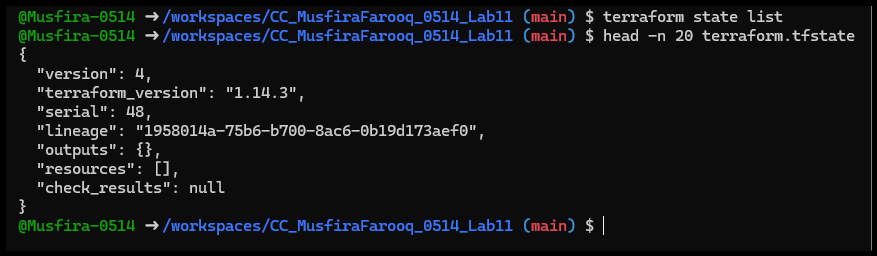 @Musfira-0514 ➜/workspaces/CC_MusfiraFarooq_0514_Lab11 (main) $ terraform state list
@Musfira-0514 ➜/workspaces/CC_MusfiraFarooq_0514_Lab11 (main) $ head -n 20 terraform.tfstate
{
  "version": 4,
  "terraform_version": "1.14.3",
  "serial": 48,
  "lineage": "1958014a-75b6-b700-8ac6-0b19d173aef0",
  "outputs": {},
  "resources": [],
  "check_results": null
}
@Musfira-0514 ➜/workspaces/CC_MusfiraFarooq_0514_Lab11 (main) $